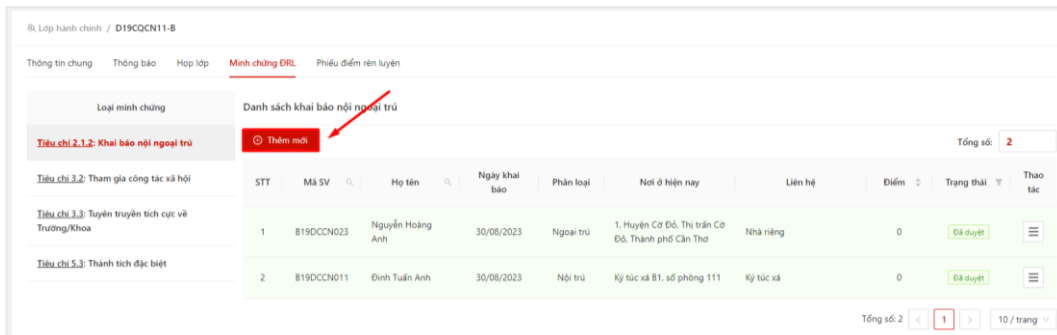 Lớp hành chính / D19CQCN11-B
Thông tin chung Thông báo Họp lớp Minh chứng ĐRL Phiếu điểm rèn luyện
Loại minh chứng
Tiêu chí 2.1.2: Khai báo nội ngoại trú
Tiêu chí 3.2: Tham gia công tác xã hội
Tiêu chí 3.3: Tuyên truyền tích cực về
Trường/Khoa
Tiêu chí 5.3: Thành tích đặc biệt
Danh sách khai báo nội ngoại trú
Thêm mới
Tổng số: 2
STT Mã SV Họ tên Ngày khai báo Phân loại Nơi ở hiện nay Liên hệ Điểm Trạng thái Thao tác
1 B19DCCN023 Nguyễn Hoàng Anh 30/08/2023 Ngoại trú 1, Huyện Cờ Đỏ, Thị trấn Cờ Đỏ, Thành phố Cần Thơ Nhà riêng 0 Đã duyệt
2 B19DCCN011 Đinh Tuấn Anh 30/08/2023 Nội trú Ký túc xá B1, số phòng 111 Ký túc xá 0 Đã duyệt
Tổng số: 2 < 1 > 10 / trang